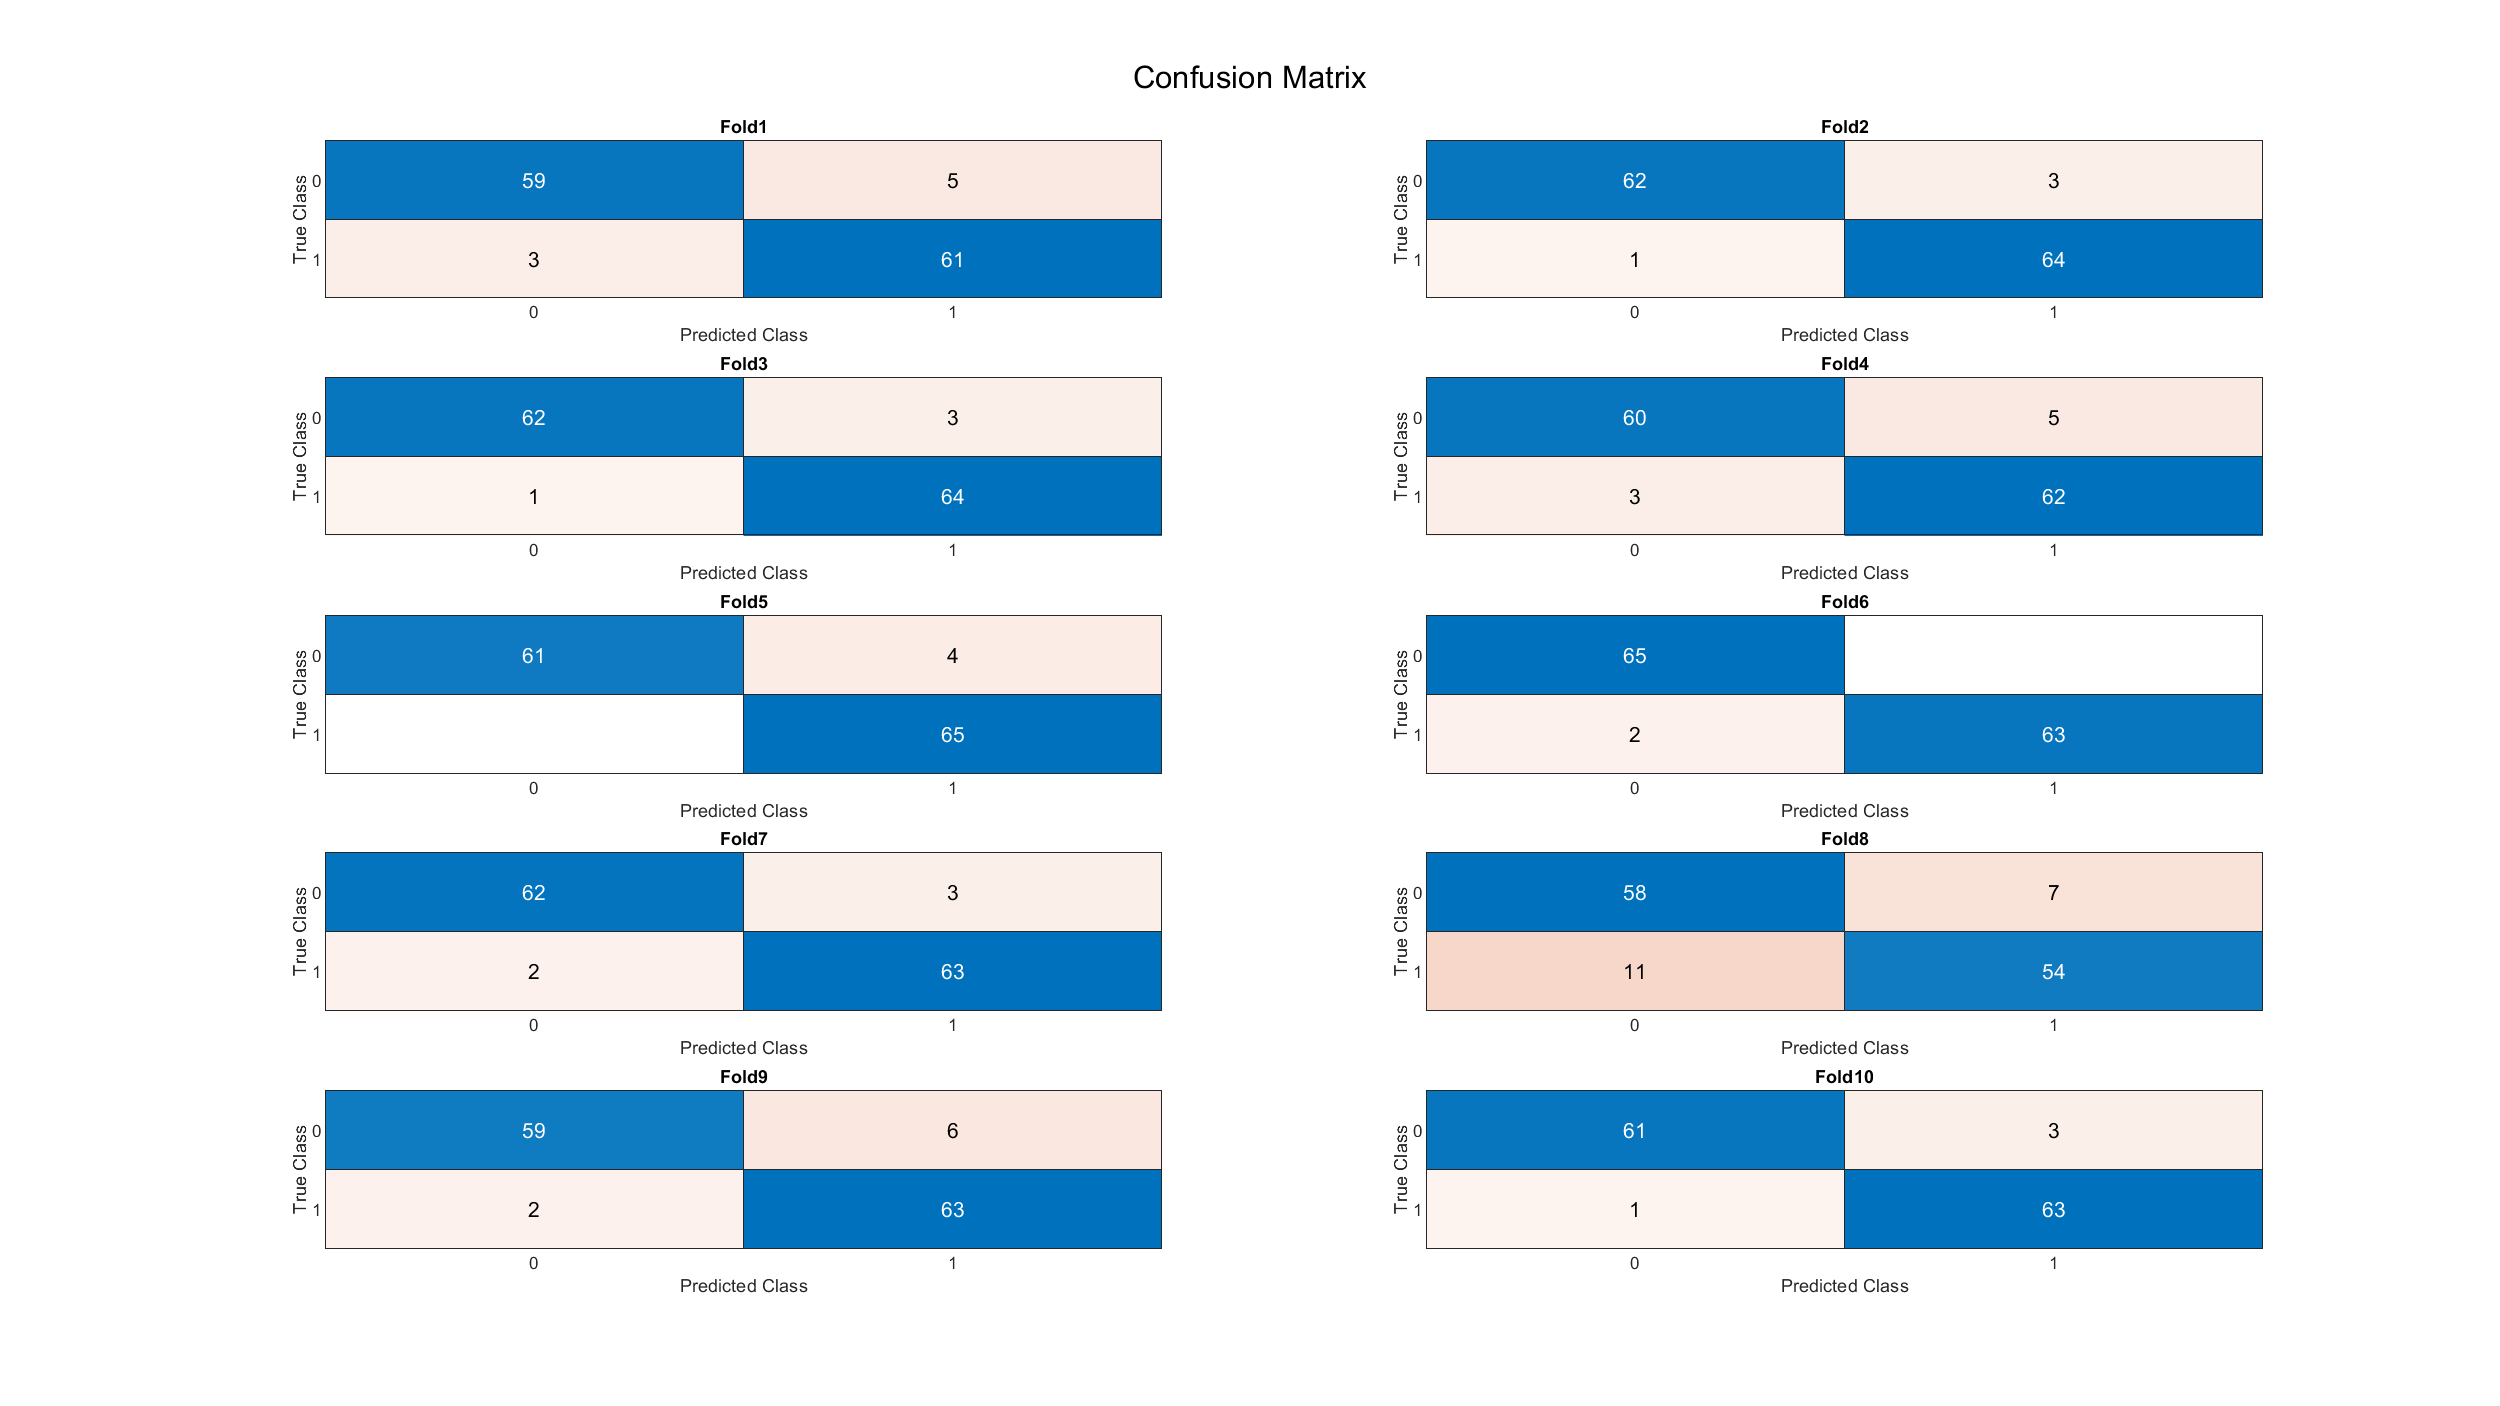 Confusion Matrix
Fold1
True Class
0 59 5
1 3 61
0 1
Predicted Class
Fold2
True Class
0 62 3
1 1 64
0 1
Predicted Class
Fold3
True Class
0 62 3
1 1 64
0 1
Predicted Class
Fold4
True Class
0 60 5
1 3 62
0 1
Predicted Class
Fold5
True Class
0 61 4
1 65
0 1
Predicted Class
Fold6
True Class
0 65
1 2 63
0 1
Predicted Class
Fold7
True Class
0 62 3
1 2 63
0 1
Predicted Class
Fold8
True Class
0 58 7
1 11 54
0 1
Predicted Class
Fold9
True Class
0 59 6
1 2 63
0 1
Predicted Class
Fold10
True Class
0 61 3
1 1 63
0 1
Predicted Class